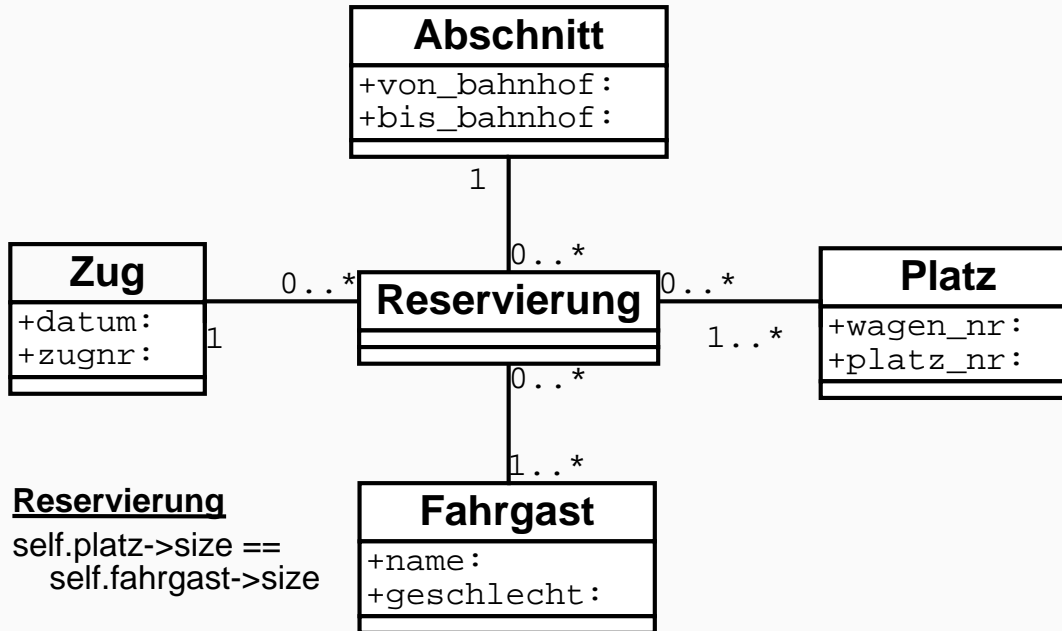 Abschnitt
+von_bahnhof:
+bis_bahnhof:
1
0..*
Zug
+datum:
+zugnr:
1
0..*
Reservierung
0..*
1..*
Platz
+wagen_nr:
+platz_nr:
0..*
1..*
Fahrgast
+name:
+geschlecht:
Reservierung
self.platz->size ==
self.fahrgast->size